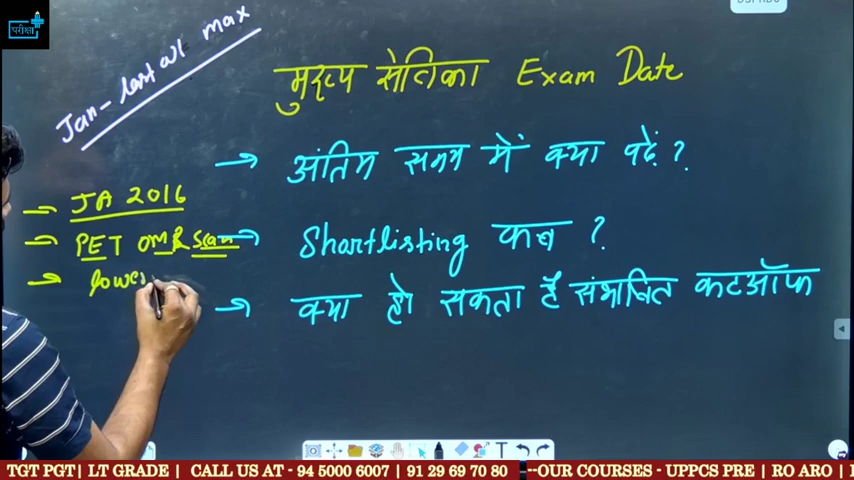 परीक्षा
Jan - last wk max
मुख्य सेविका Exam Date
→ अंतिम समय में क्या पढ़ें ?
→ JA 2016
→ PET OMR Scan
→ Shortlisting कब ?
→ lower
→ क्या हो सकता है संभावित कटऑफ
TGT PGT| LT GRADE | CALL US AT - 94 5000 6007 | 91 29 69 70 80 --OUR COURSES - UPPCS PRE | RO ARO |